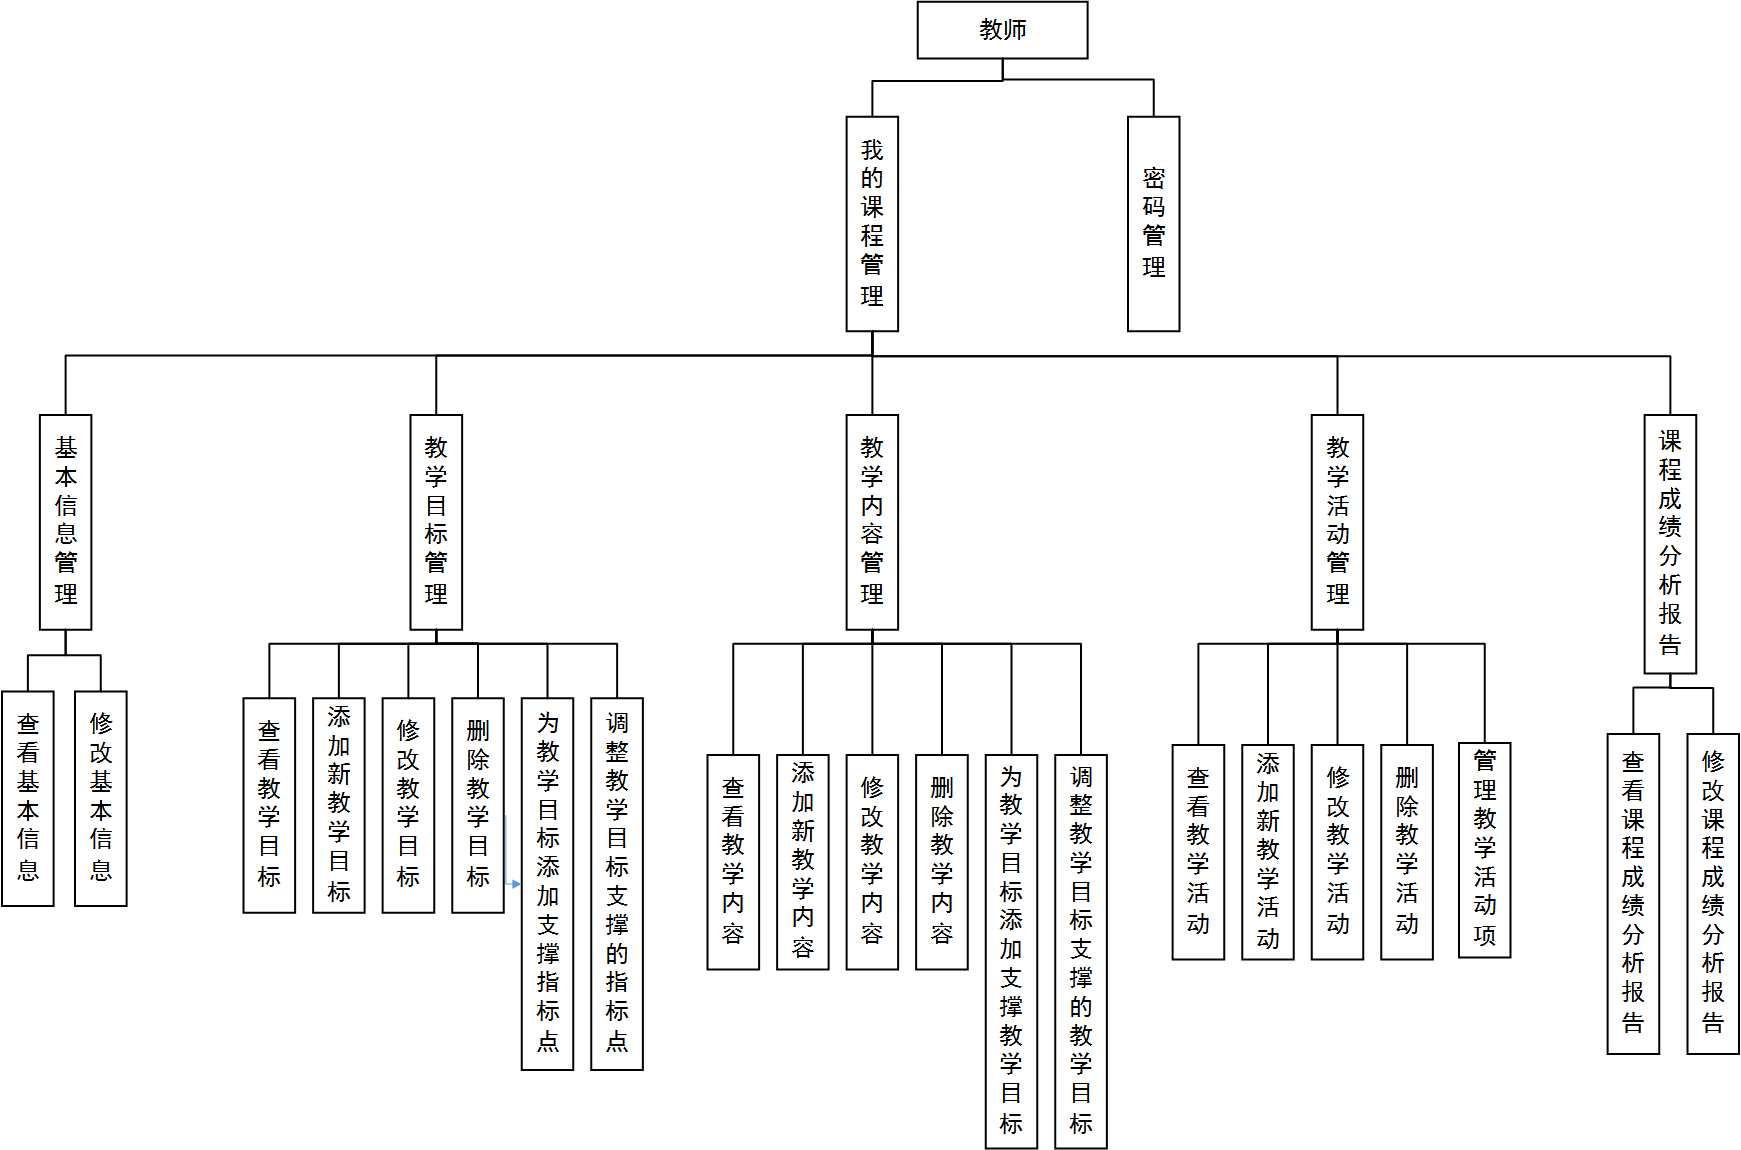 教师
我的课程管理
密码管理
基本信息管理
教学目标管理
教学内容管理
教学活动管理
课程成绩分析报告
查看基本信息
修改基本信息
查看教学目标
添加新教学目标
修改教学目标
删除教学目标
为教学目标添加支撑指标点
调整教学目标支撑的指标点
查看教学内容
添加新教学内容
修改教学内容
删除教学内容
为教学目标添加支撑教学目标
调整教学目标支撑的教学目标
查看教学活动
添加新教学活动
修改教学活动
删除教学活动
管理教学活动项
查看课程成绩分析报告
修改课程成绩分析报告